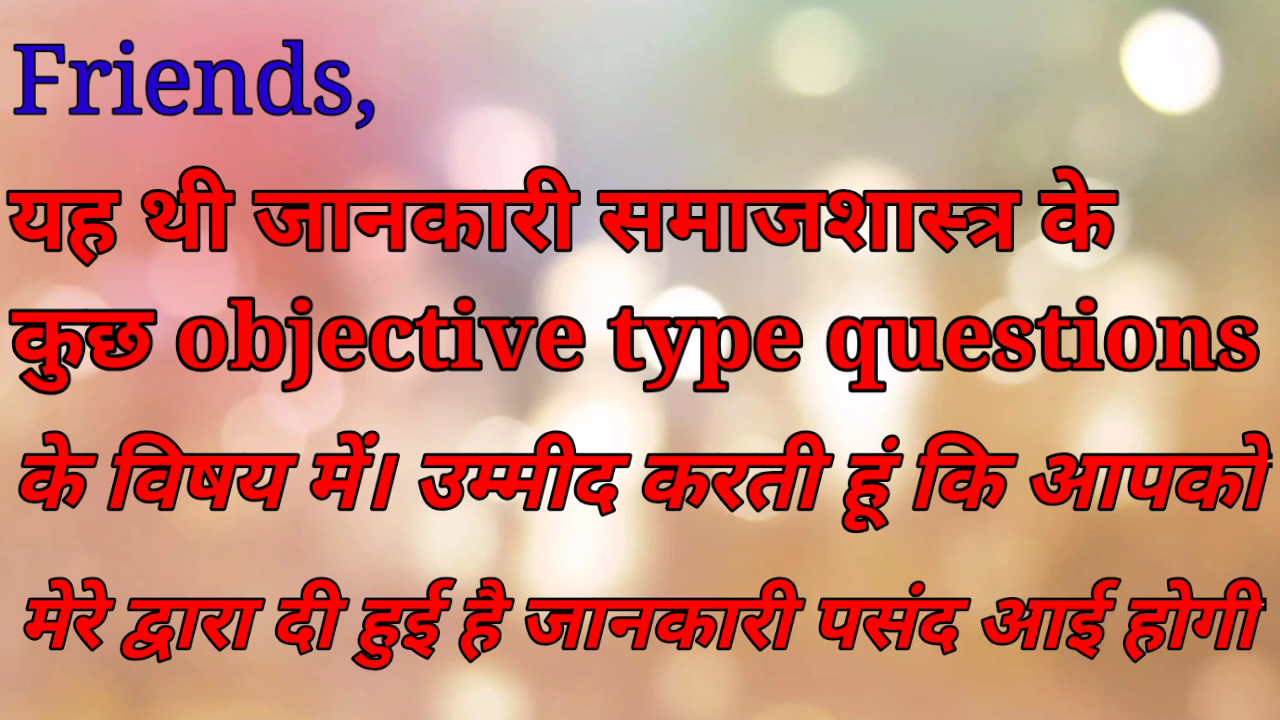 Friends,
यह थी जानकारी समाजशास्त्र के
कुछ objective type questions
के विषय में। उम्मीद करती हूं कि आपको
मेरे द्वारा दी हुई है जानकारी पसंद आई होगी